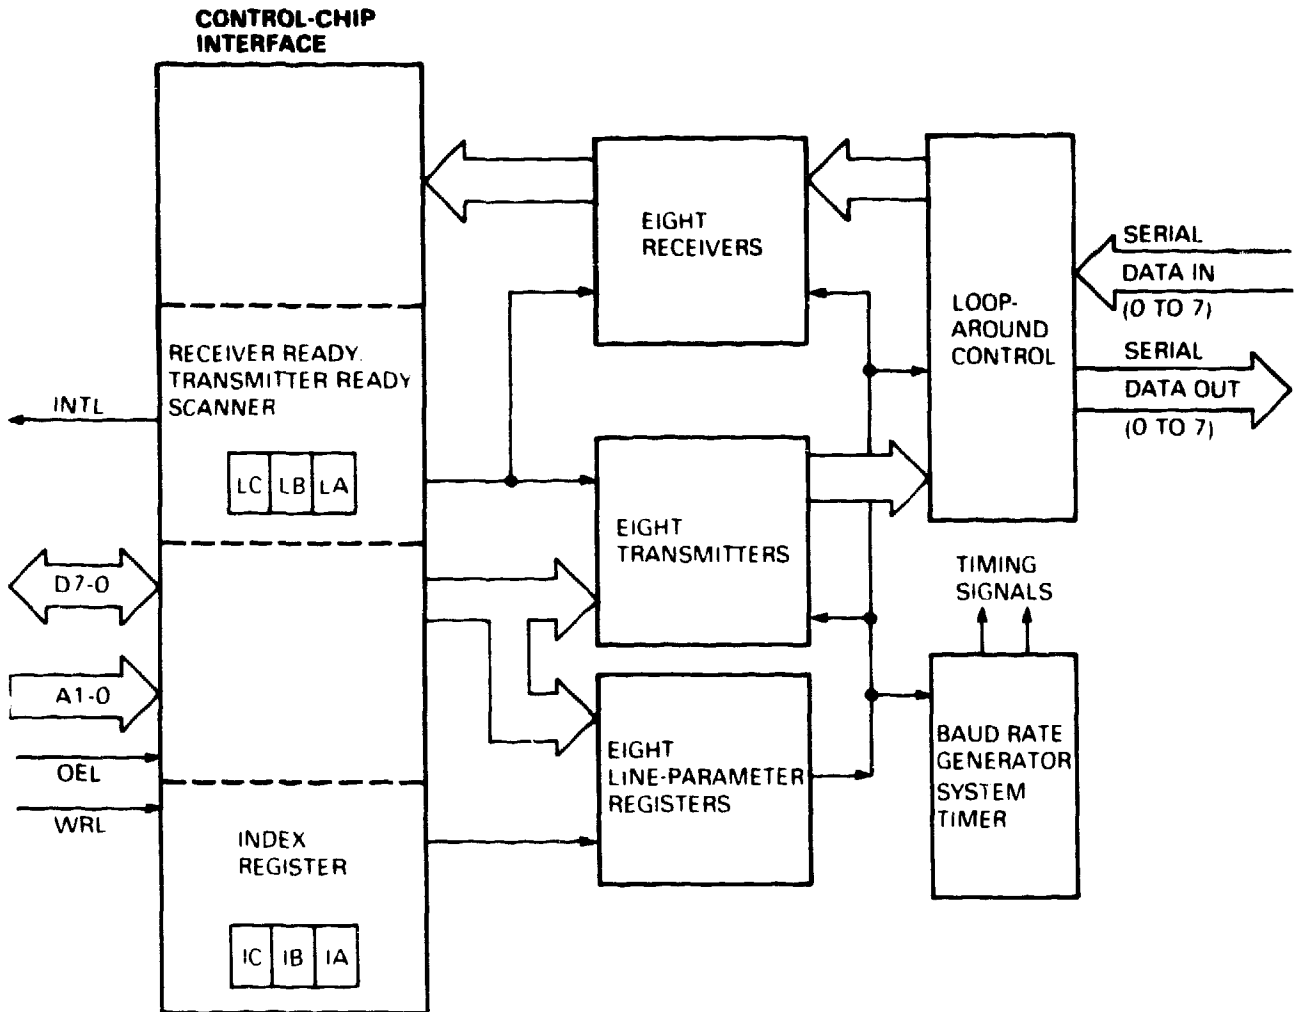 CONTROL-CHIP
INTERFACE
RECEIVER READY.
TRANSMITTER READY
SCANNER
LC LB LA
INTL
D7-0
A1-0
OEL
WRL
INDEX
REGISTER
IC IB IA
EIGHT
RECEIVERS
EIGHT
TRANSMITTERS
EIGHT
LINE-PARAMETER
REGISTERS
LOOP-
AROUND
CONTROL
SERIAL
DATA IN
(0 TO 7)
SERIAL
DATA OUT
(0 TO 7)
TIMING
SIGNALS
BAUD RATE
GENERATOR
SYSTEM
TIMER